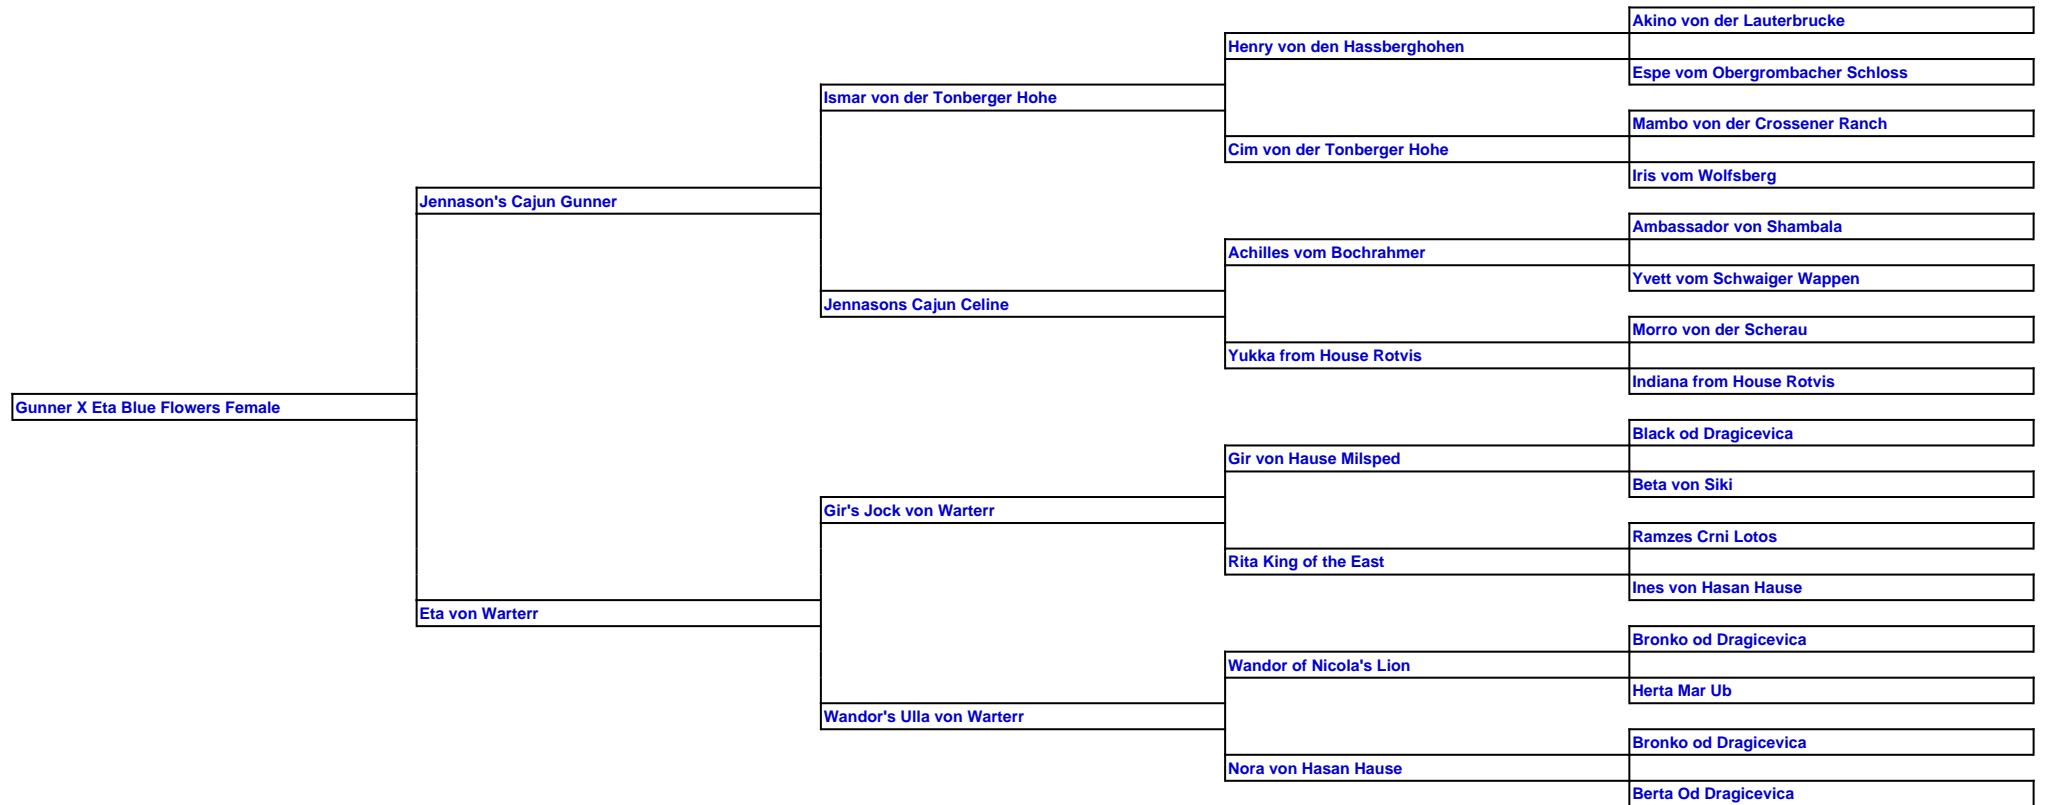 Akino von der Lauterbrucke
Henry von den Hassberghohen
Espe vom Obergrombacher Schloss
Ismar von der Tonberger Hohe
Mambo von der Crossener Ranch
Cim von der Tonberger Hohe
Iris vom Wolfsberg
Jennason's Cajun Gunner
Ambassador von Shambala
Achilles vom Bochrahmer
Yvett vom Schwaiger Wappen
Jennasons Cajun Celine
Morro von der Scherau
Yukka from House Rotvis
Indiana from House Rotvis
Gunner X Eta Blue Flowers Female
Black od Dragicevica
Gir von Hause Milsped
Beta von Siki
Gir's Jock von Warterr
Ramzes Crni Lotos
Rita King of the East
Ines von Hasan Hause
Eta von Warterr
Bronko od Dragicevica
Wandor of Nicola's Lion
Herta Mar Ub
Wandor's Ulla von Warterr
Bronko od Dragicevica
Nora von Hasan Hause
Berta Od Dragicevica